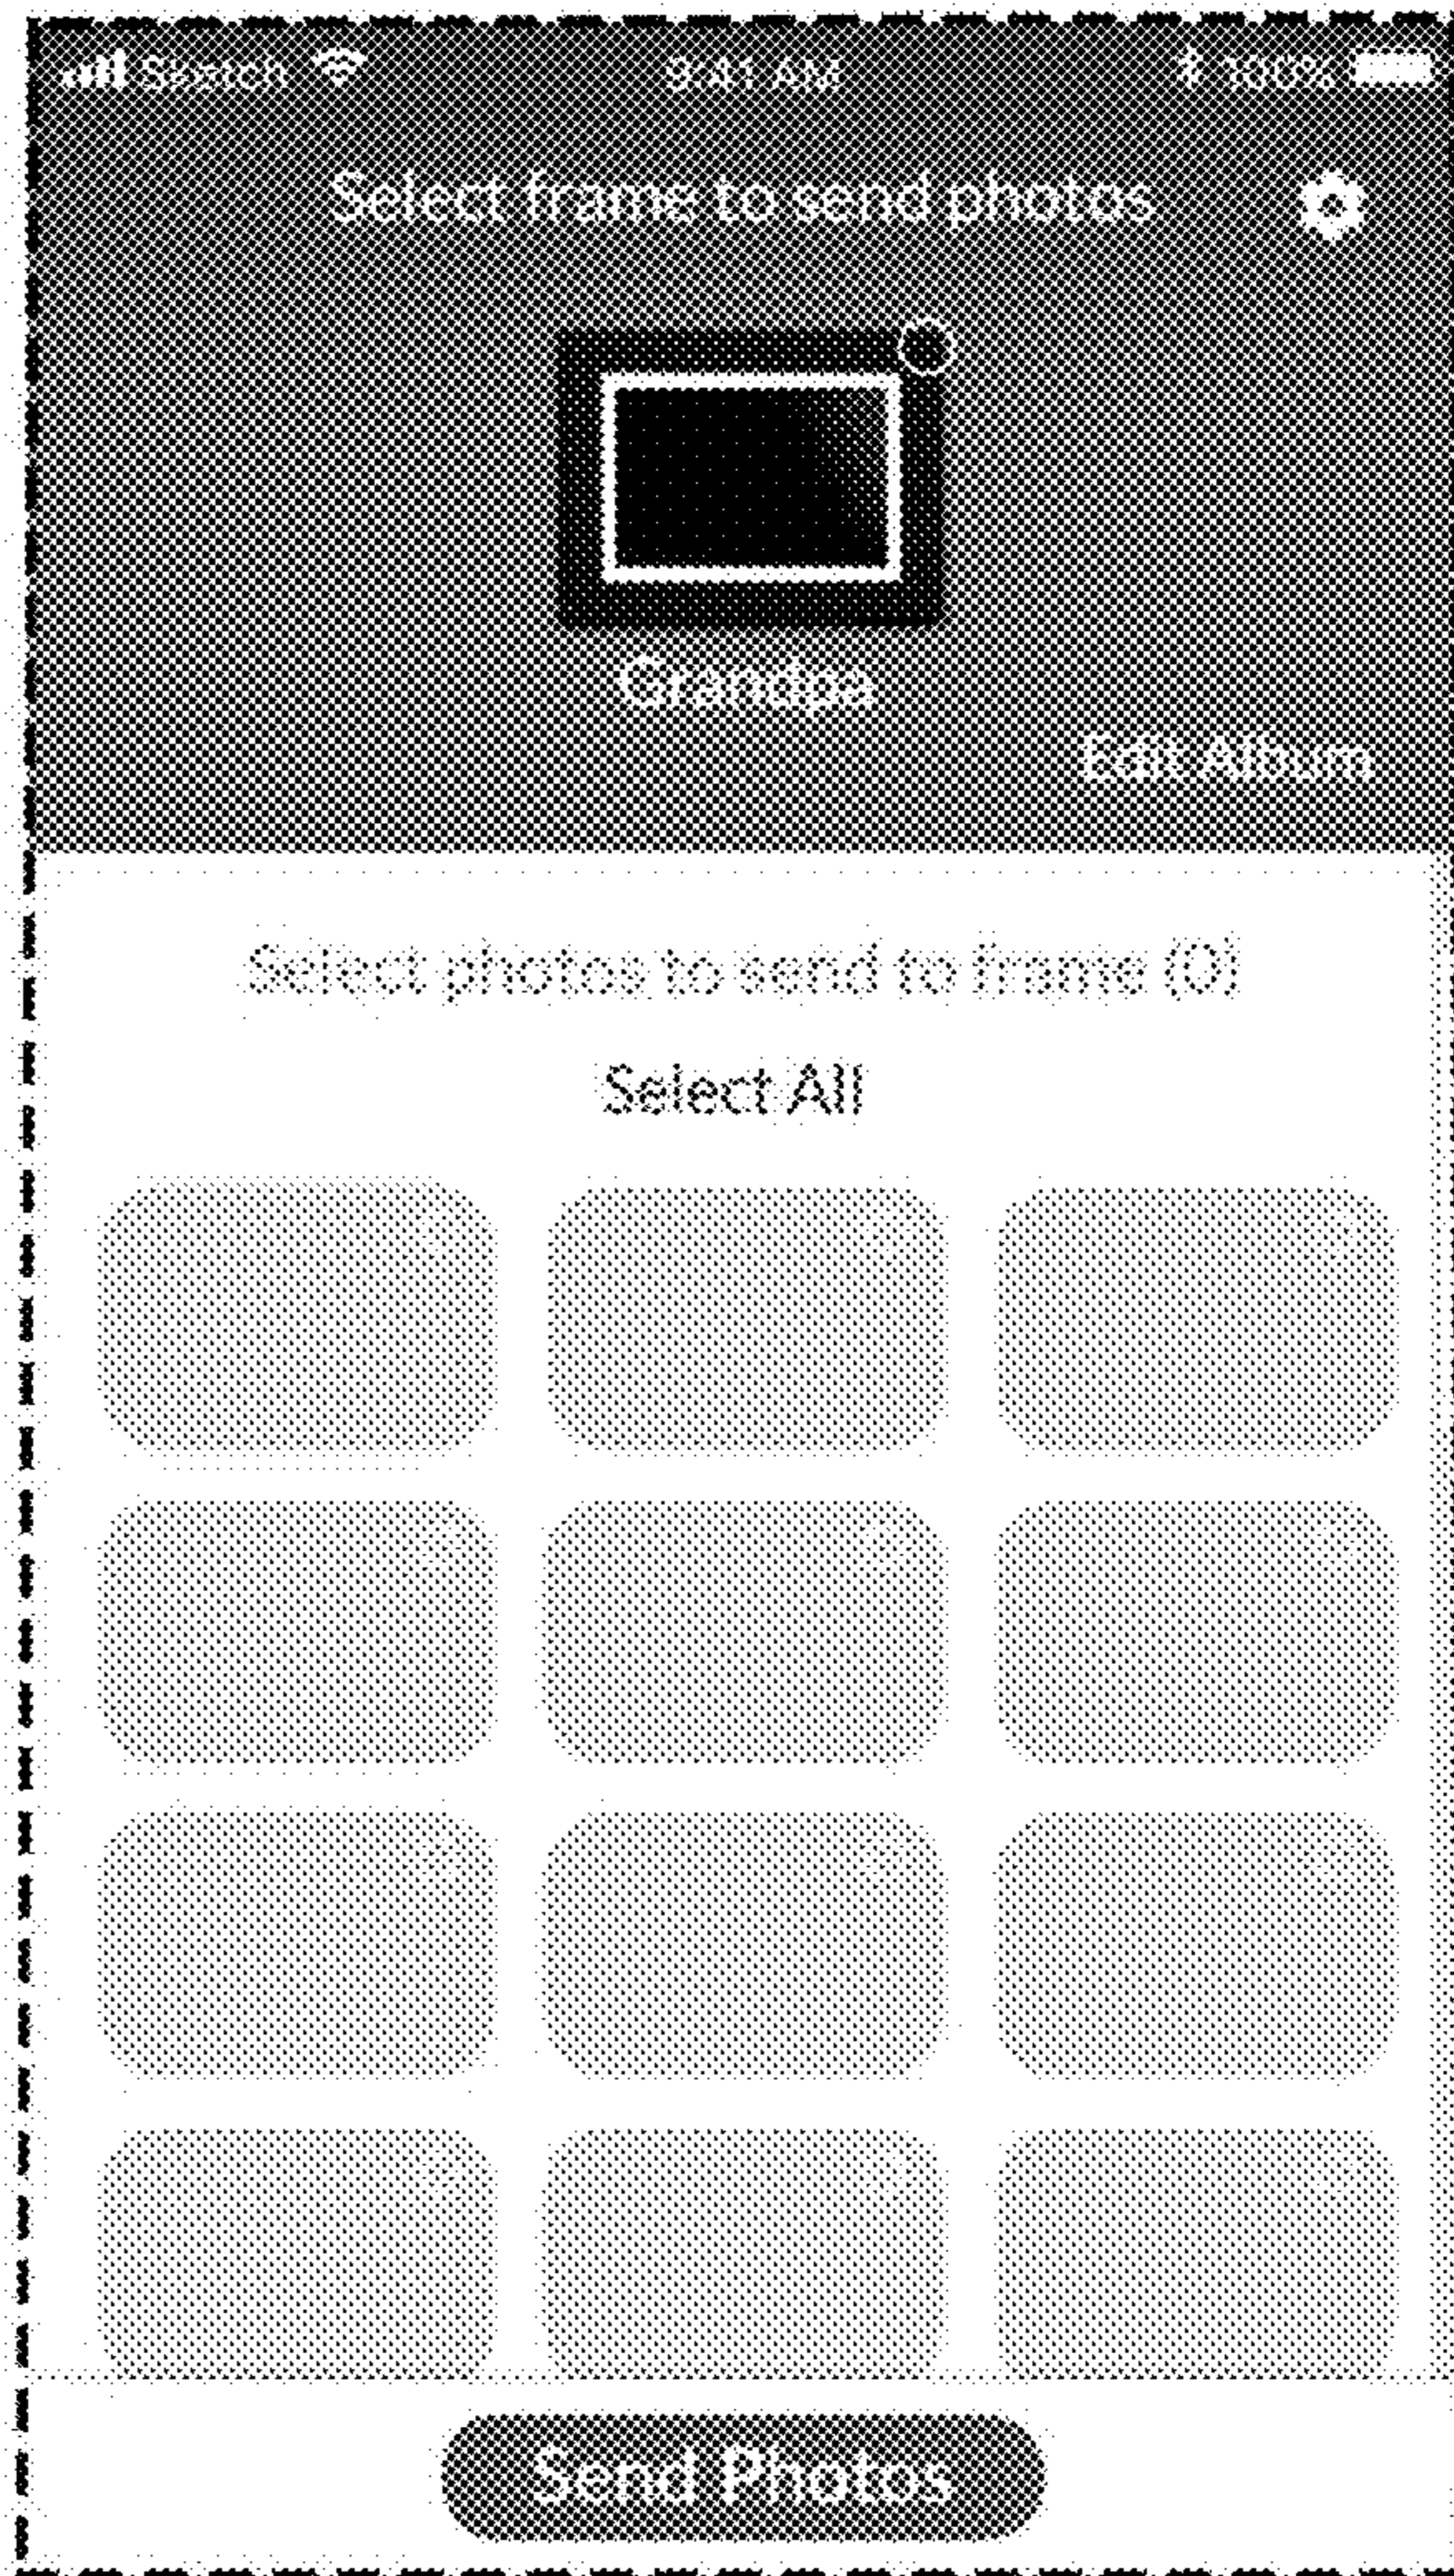 Sketch 9:41 AM 100%
Select frame to send photos
Grandpa
Edit Album
Select photos to send to frame (0)
Select All
Send Photos